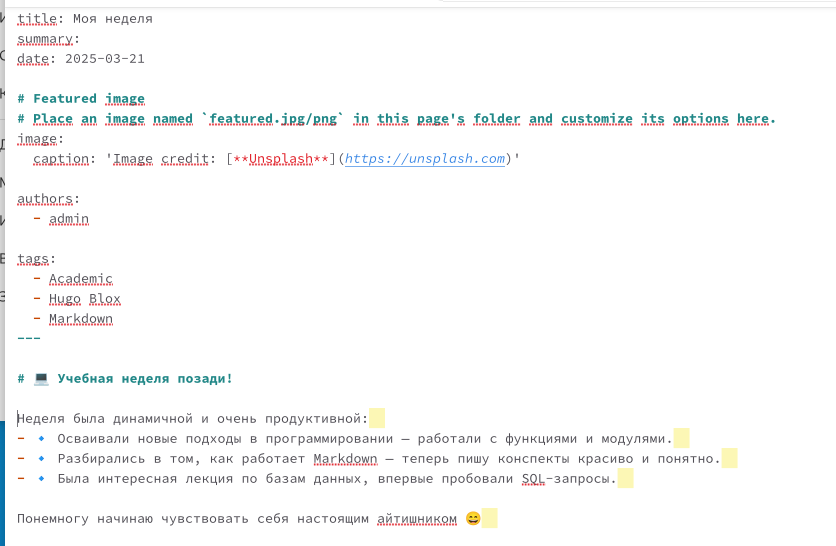 title: Моя неделя
summary:
date: 2025-03-21
# Featured image
# Place an image named `featured.jpg/png` in this page's folder and customize its options here.
image:
caption: 'Image credit: [**Unsplash**](https://unsplash.com)'
authors:
- admin
tags:
- Academic
- Hugo Blox
- Markdown
---
# 💻 Учебная неделя позади!
Неделя была динамичной и очень продуктивной:
- 🔹 Осваивали новые подходы в программировании — работали с функциями и модулями.
- 🔹 Разбирались в том, как работает Markdown — теперь пишу конспекты красиво и понятно.
- 🔹 Была интересная лекция по базам данных, впервые пробовали SQL-запросы.
Понемногу начинаю чувствовать себя настоящим айтишником 😄